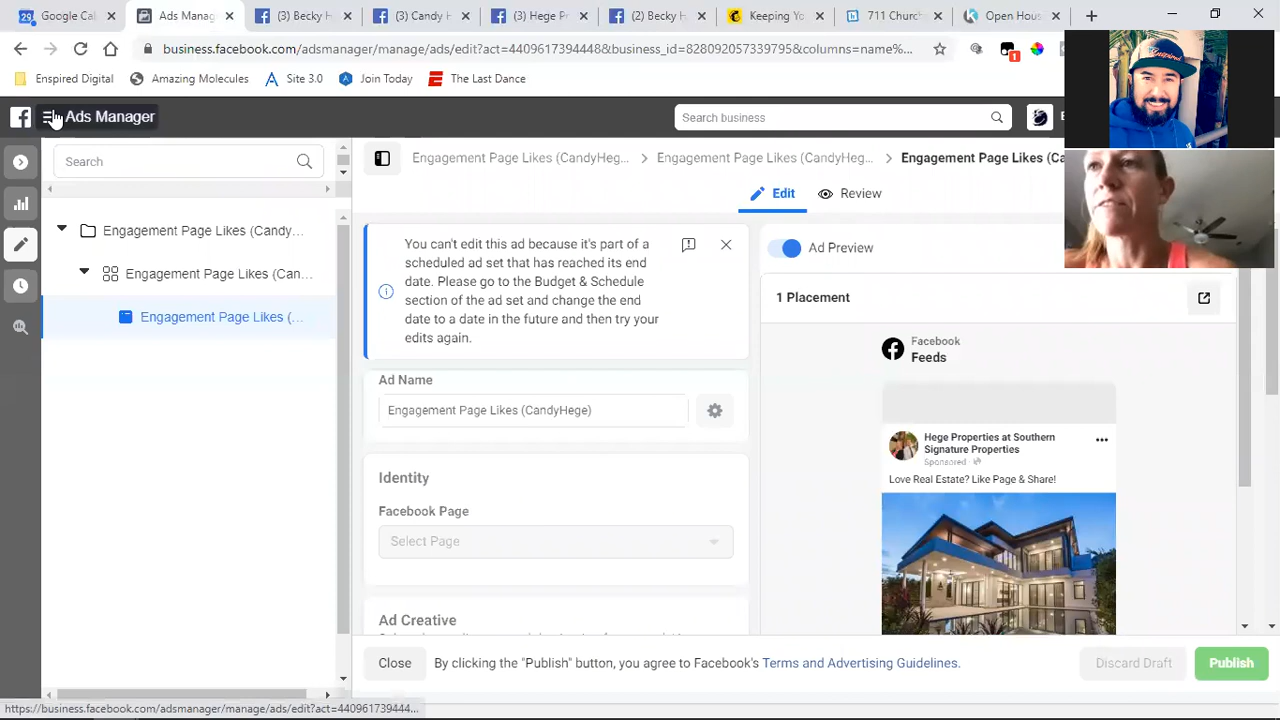 29
Google Ca
Ads Mana
(3) Becky H
(3) Candy H
(3) Hege Pr
(2) Becky H
Keeping Yo
711 Church
Open Hous
business.facebook.com/adsmanager/manage/ads/edit?act=4409617394448&business_id=828092057339795&columns=name%...
1
Enspired Digital
Amazing Molecules
Site 3.0
Join Today
The Last Dance
Ads Manager
Search business
Search
Engagement Page Likes (CandyHeg...
Engagement Page Likes (CandyHeg...
Engagement Page Likes (Ca
Edit
Review
Engagement Page Likes (Candy...
Engagement Page Likes (Can...
Engagement Page Likes (...
You can't edit this ad because it's part of a
scheduled ad set that has reached its end
date. Please go to the Budget & Schedule
section of the ad set and change the end
date to a date in the future and then try your
edits again.
Ad Preview
1 Placement
Facebook
Feeds
Ad Name
Engagement Page Likes (CandyHege)
Hege Properties at Southern
Signature Properties
Sponsored
Love Real Estate? Like Page & Share!
Identity
Facebook Page
Select Page
Ad Creative
Close
By clicking the "Publish" button, you agree to Facebook's Terms and Advertising Guidelines.
Discard Draft
Publish
https://business.facebook.com/adsmanager/manage/ads/edit?act=440961739444...